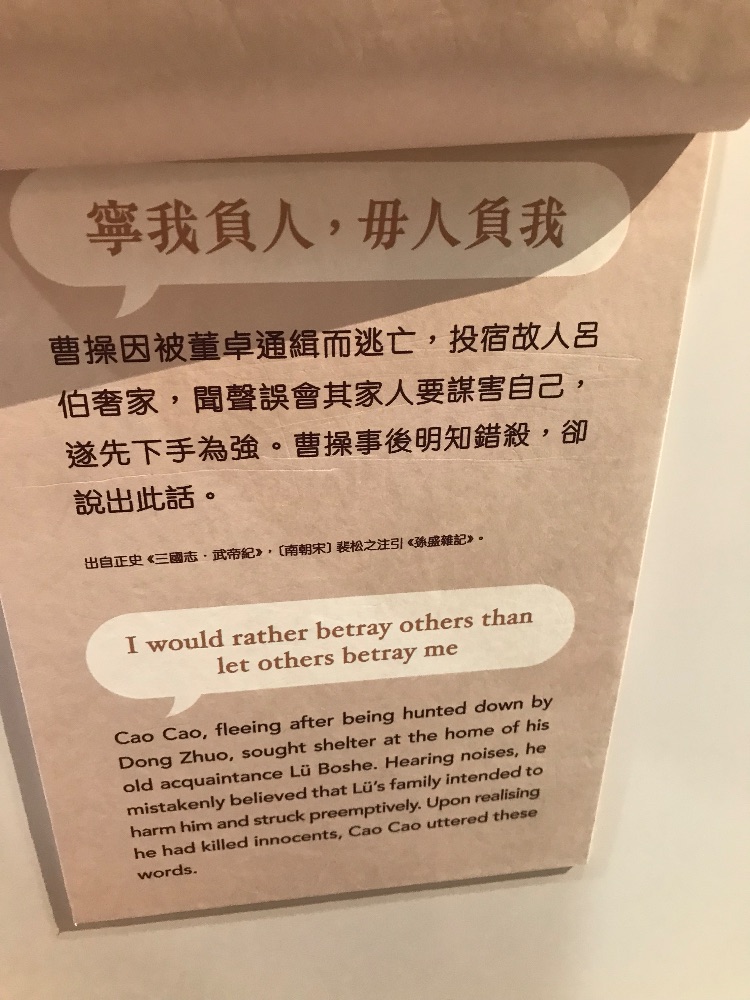 寧我負人，毋人負我
曹操因被董卓通緝而逃亡，投宿故人呂
伯奢家，聞聲誤會其家人要謀害自己，
遂先下手為強。曹操事後明知錯殺，卻
說出此話。
出自正史《三國志．武帝紀》，〔南朝宋〕裴松之注引《孫盛雜記》。
I would rather betray others than
let others betray me
Cao Cao, fleeing after being hunted down by
Dong Zhuo, sought shelter at the home of his
old acquaintance Lü Boshe. Hearing noises, he
mistakenly believed that Lü's family intended to
harm him and struck preemptively. Upon realising
he had killed innocents, Cao Cao uttered these
words.